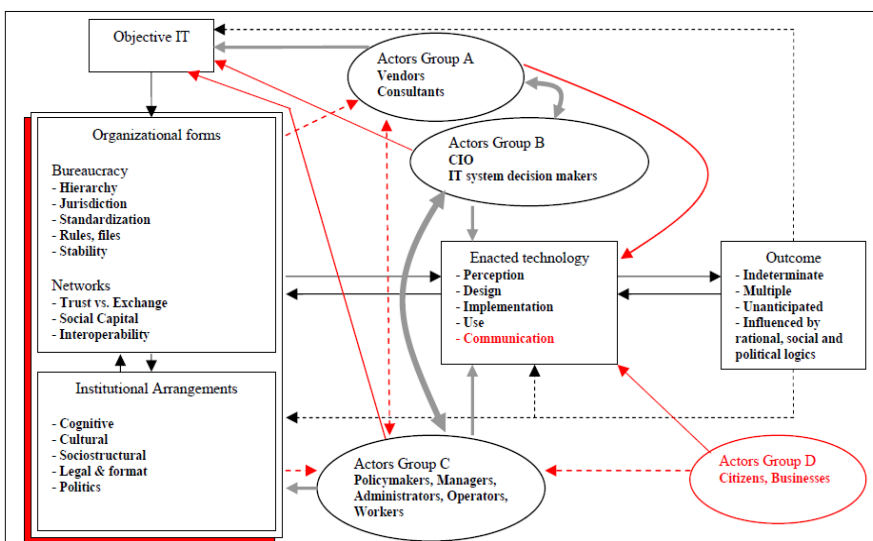 Objective IT
Actors Group A
Vendors
Consultants
Organizational forms
Bureaucracy
- Hierarchy
- Jurisdiction
- Standardization
- Rules, files
- Stability
Networks
- Trust vs. Exchange
- Social Capital
- Interoperability
Actors Group B
CIO
IT system decision makers
Enacted technology
- Perception
- Design
- Implementation
- Use
- Communication
Outcome
- Indeterminate
- Multiple
- Unanticipated
- Influenced by
rational, social and
political logics
Institutional Arrangements
- Cognitive
- Cultural
- Sociostructural
- Legal & format
- Politics
Actors Group C
Policymakers, Managers,
Administrators, Operators,
Workers
Actors Group D
Citizens, Businesses